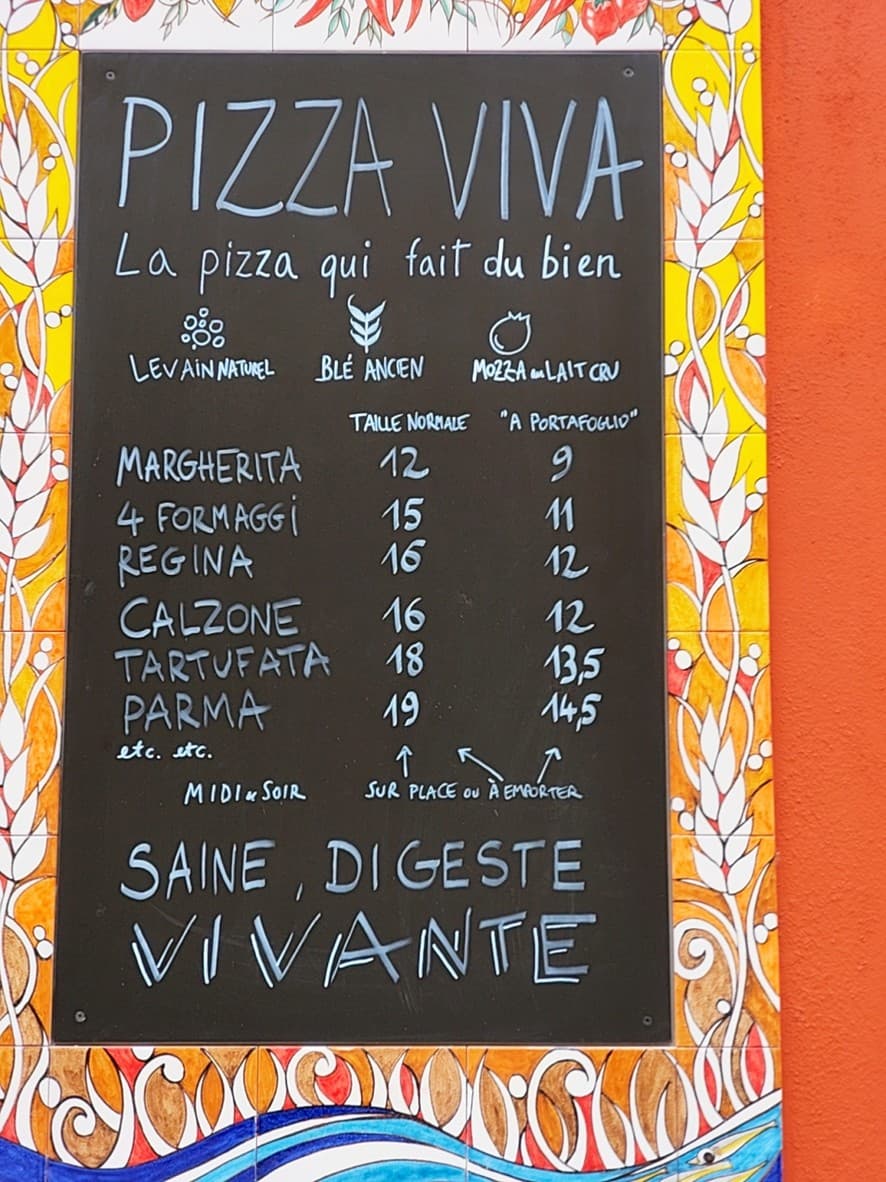 PIZZA VIVA
La pizza qui fait du bien
LEVAIN NATUREL BLÉ ANCIEN MOZZA au LAIT CRU
TAILLE NORMALE "A PORTAFOGLIO"
MARGHERITA 12 9
4 FORMAGGI 15 11
REGINA 16 12
CALZONE 16 12
TARTUFATA 18 13,5
PARMA 19 14,5
etc. etc.
MIDI & SOIR SUR PLACE ou À EMPORTER
SAINE, DIGESTE
VIVANTE